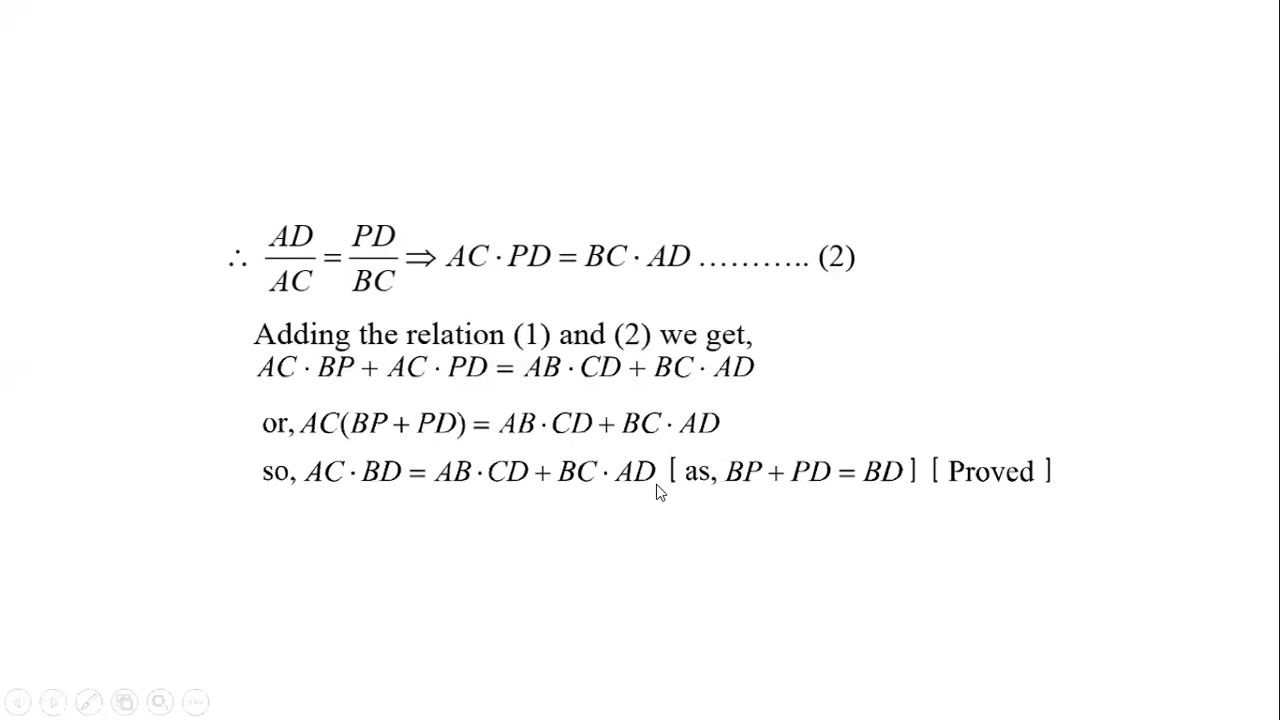 ∴ AD/AC = PD/BC ⇒ AC · PD = BC · AD ……….. (2)
Adding the relation (1) and (2) we get,
AC · BP + AC · PD = AB · CD + BC · AD
or, AC(BP + PD) = AB · CD + BC · AD
so, AC · BD = AB · CD + BC · AD [ as, BP + PD = BD ] [ Proved ]